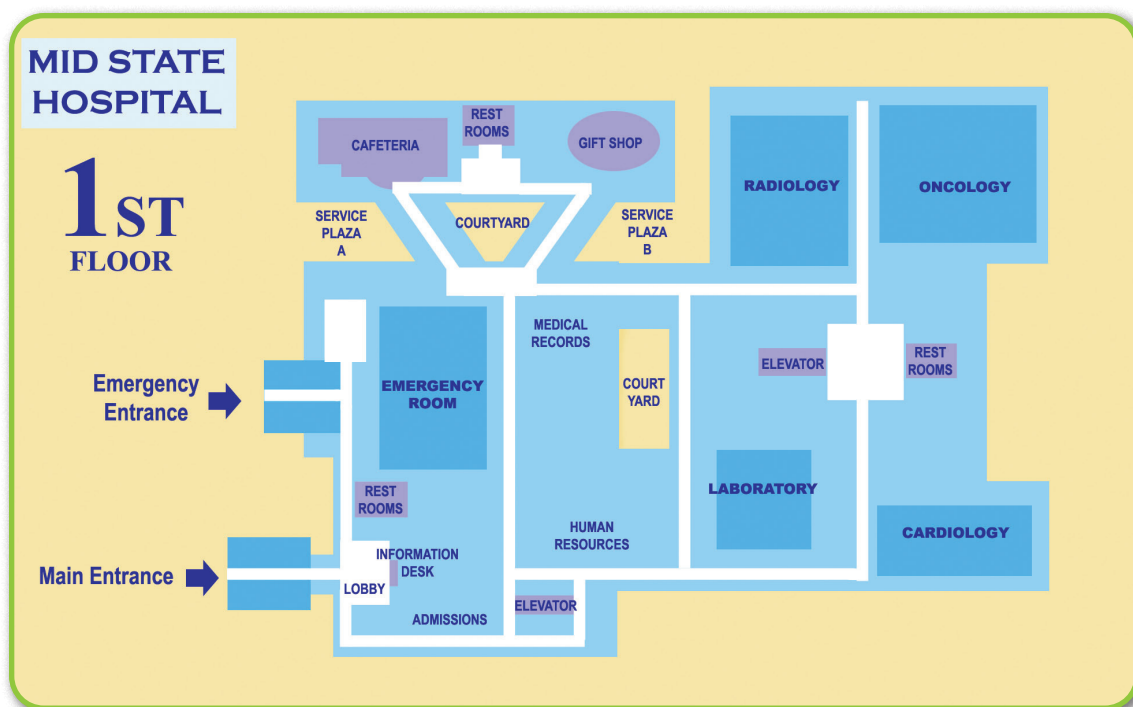 MID STATE
HOSPITAL
1ST
FLOOR
REST
ROOMS
CAFETERIA
GIFT SHOP
RADIOLOGY
ONCOLOGY
SERVICE
PLAZA
A
COURTYARD
SERVICE
PLAZA
B
MEDICAL
RECORDS
ELEVATOR
REST
ROOMS
Emergency
Entrance
EMERGENCY
ROOM
COURT
YARD
REST
ROOMS
LABORATORY
HUMAN
RESOURCES
CARDIOLOGY
Main Entrance
INFORMATION
DESK
LOBBY
ADMISSIONS
ELEVATOR